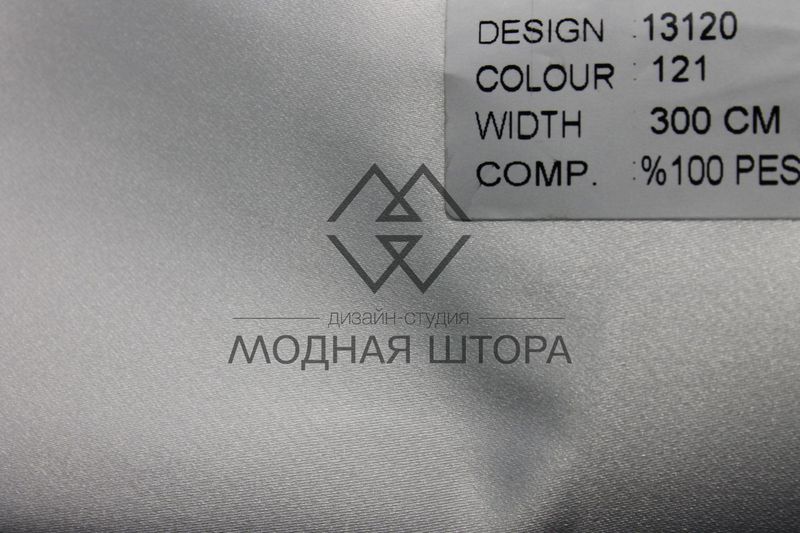 DESIGN : 13120
COLOUR : 121
WIDTH : 300 CM
COMP. : %100 PES
дизайн-студия
МОДНАЯ ШТОРА